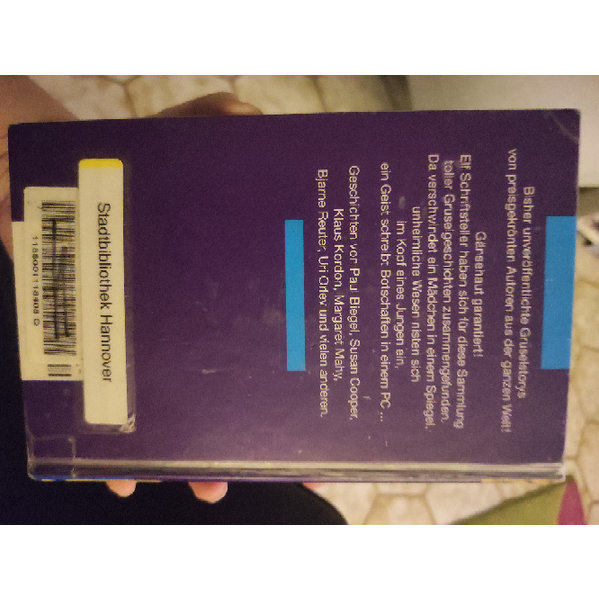 Bisher unveröffentlichte Gruselstorys
von preisgekrönten Autoren aus der ganzen Welt!
Gänsehaut garantiert!
Elf Schriftsteller haben sich für diese Sammlung
toller Gruselgeschichten zusammengefunden.
Da verschwindet ein Mädchen in einem Spiegel,
unheimliche Wesen nisten sich
im Kopf eines Jungen ein,
ein Geist schreibt Botschaften in einem PC ...
Geschichten von Paul Biegel, Susan Cooper,
Klaus Kordon, Margaret Mahy,
Bjarne Reuter, Uri Orlev und vielen anderen.
Stadtbibliothek Hannover